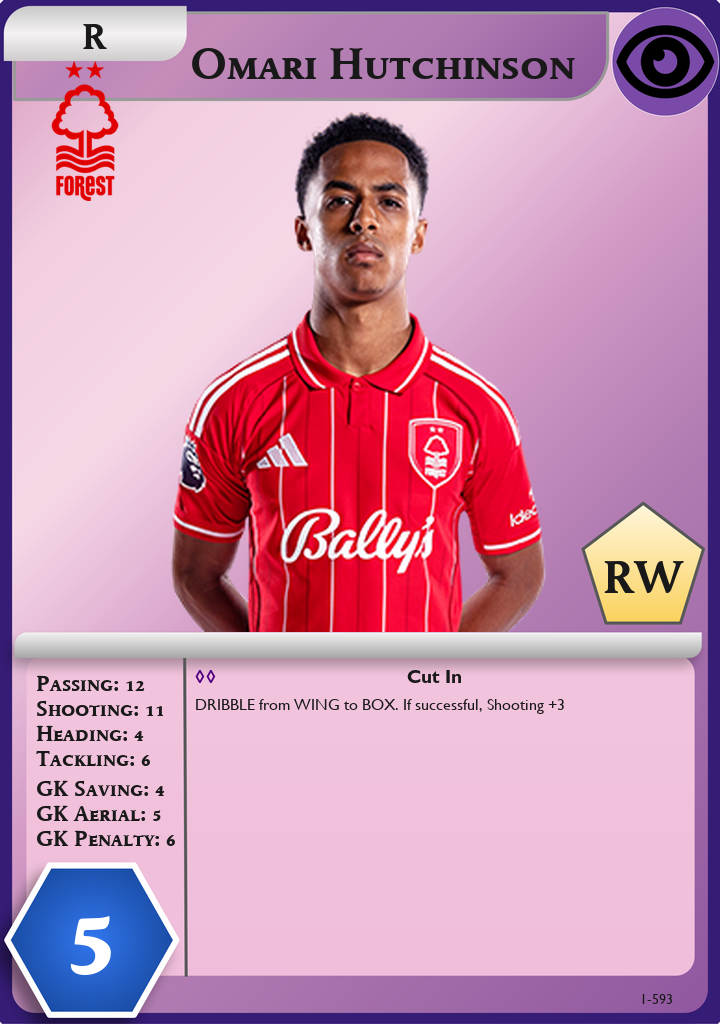 R
Omari Hutchinson
FOREST
Bally's
RW
Passing: 12
Shooting: 11
Heading: 4
Tackling: 6
GK Saving: 4
GK Aerial: 5
GK Penalty: 6
5
◊◊ Cut In
DRIBBLE from WING to BOX. If successful, Shooting +3
1-593